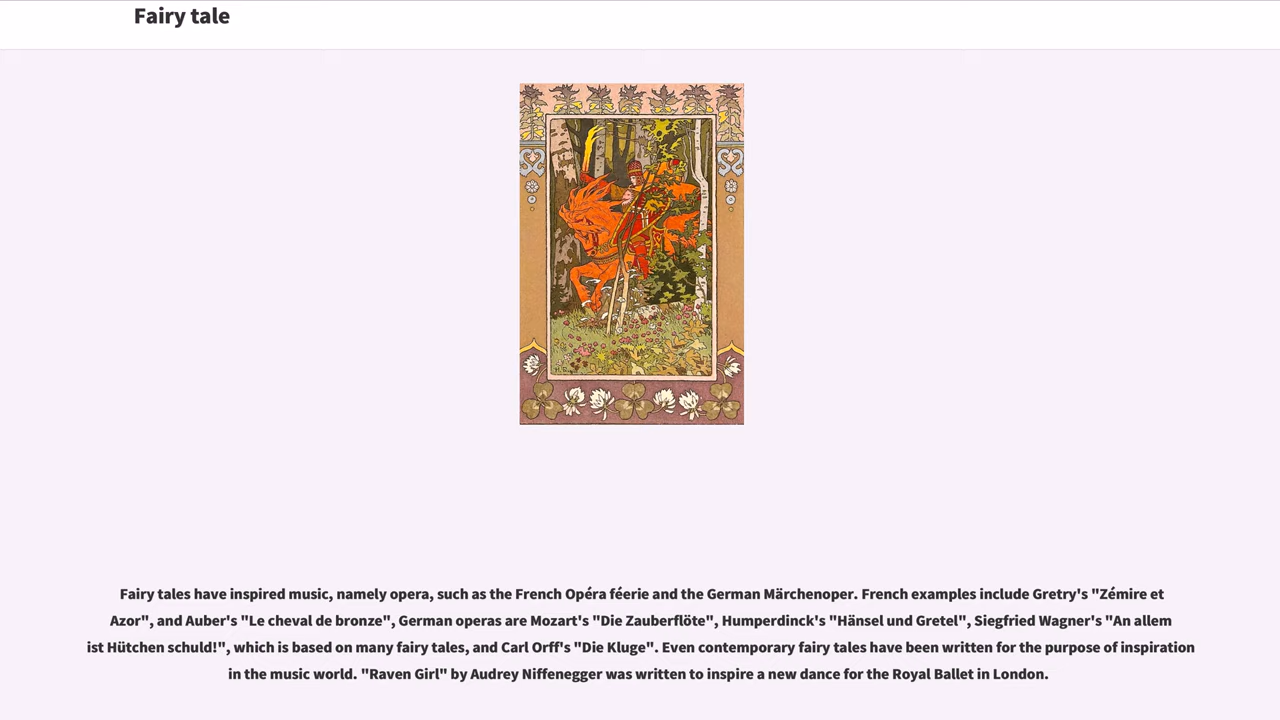 Fairy tale
Fairy tales have inspired music, namely opera, such as the French Opéra féerie and the German Märchenoper. French examples include Gretry's "Zémire et
Azor", and Auber's "Le cheval de bronze", German operas are Mozart's "Die Zauberflöte", Humperdinck's "Hänsel und Gretel", Siegfried Wagner's "An allem
ist Hütchen schuld!", which is based on many fairy tales, and Carl Orff's "Die Kluge". Even contemporary fairy tales have been written for the purpose of inspiration
in the music world. "Raven Girl" by Audrey Niffenegger was written to inspire a new dance for the Royal Ballet in London.